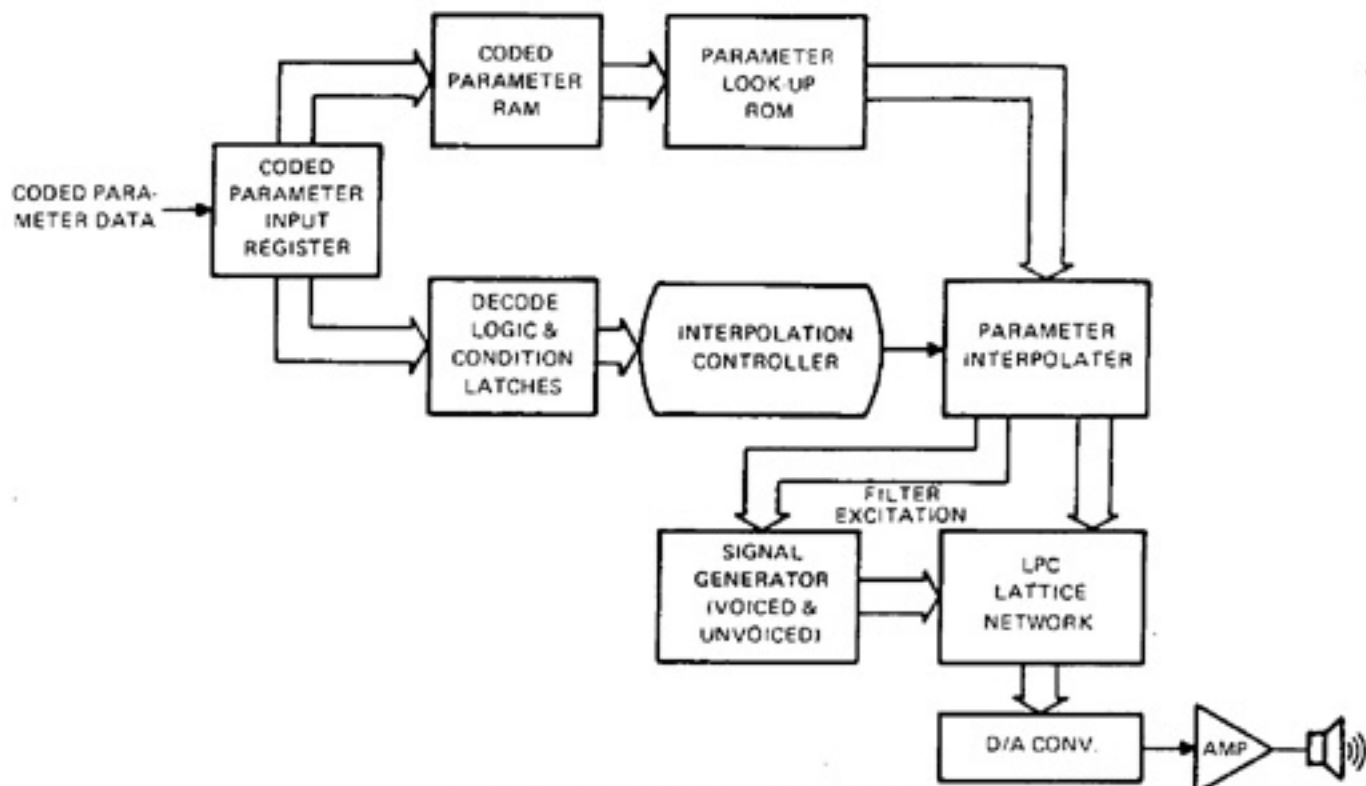 CODED
PARAMETER
RAM
PARAMETER
LOOK-UP
ROM
CODED PARA-
METER DATA
CODED
PARAMETER
INPUT
REGISTER
DECODE
LOGIC &
CONDITION
LATCHES
INTERPOLATION
CONTROLLER
PARAMETER
INTERPOLATER
FILTER
EXCITATION
SIGNAL
GENERATOR
(VOICED &
UNVOICED)
LPC
LATTICE
NETWORK
D/A CONV.
AMP